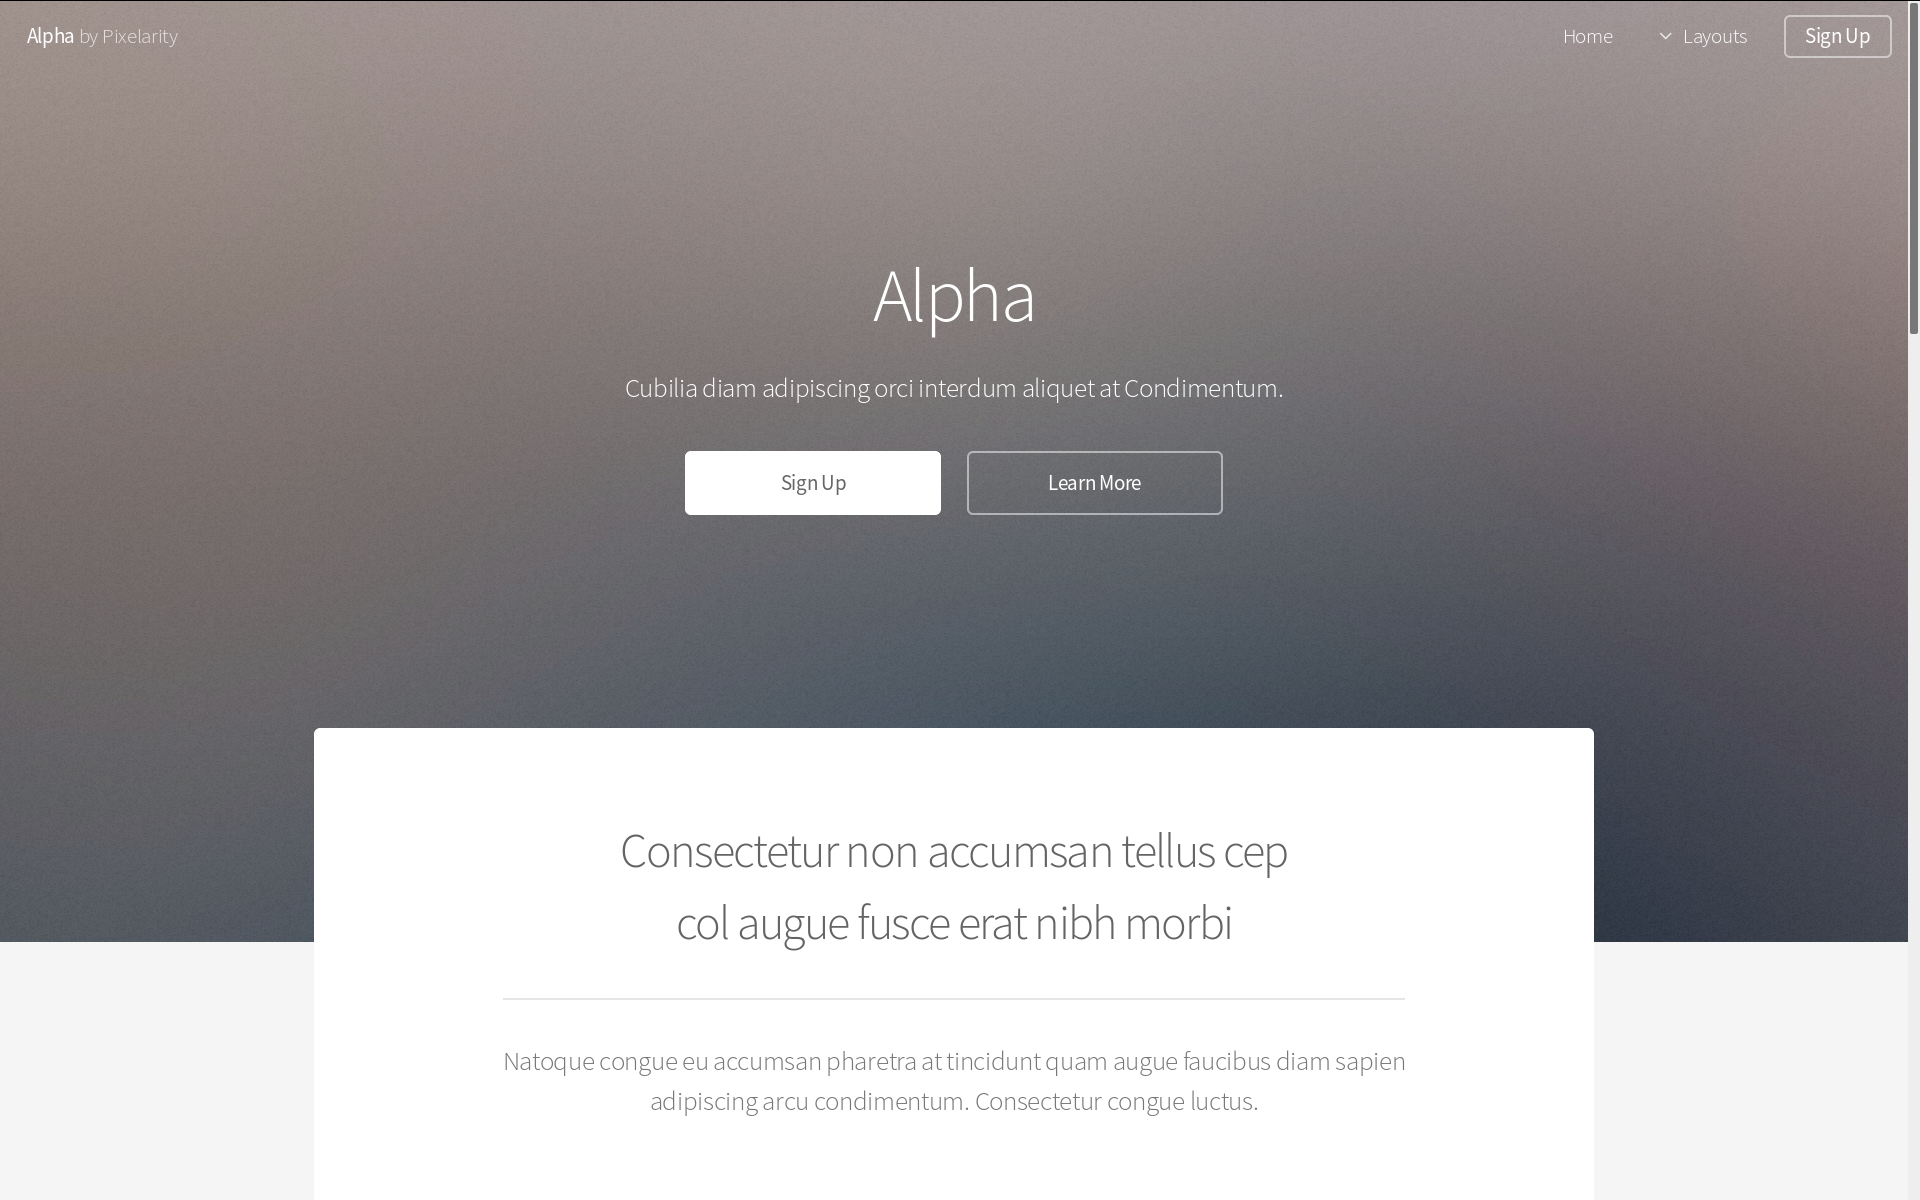 Alpha by Pixelarity
Home
Layouts
Sign Up
Alpha
Cubilia diam adipiscing orci interdum aliquet at Condimentum.
Sign Up
Learn More
Consectetur non accumsan tellus cep
col augue fusce erat nibh morbi
Natoque congue eu accumsan pharetra at tincidunt quam augue faucibus diam sapien
adipiscing arcu condimentum. Consectetur congue luctus.